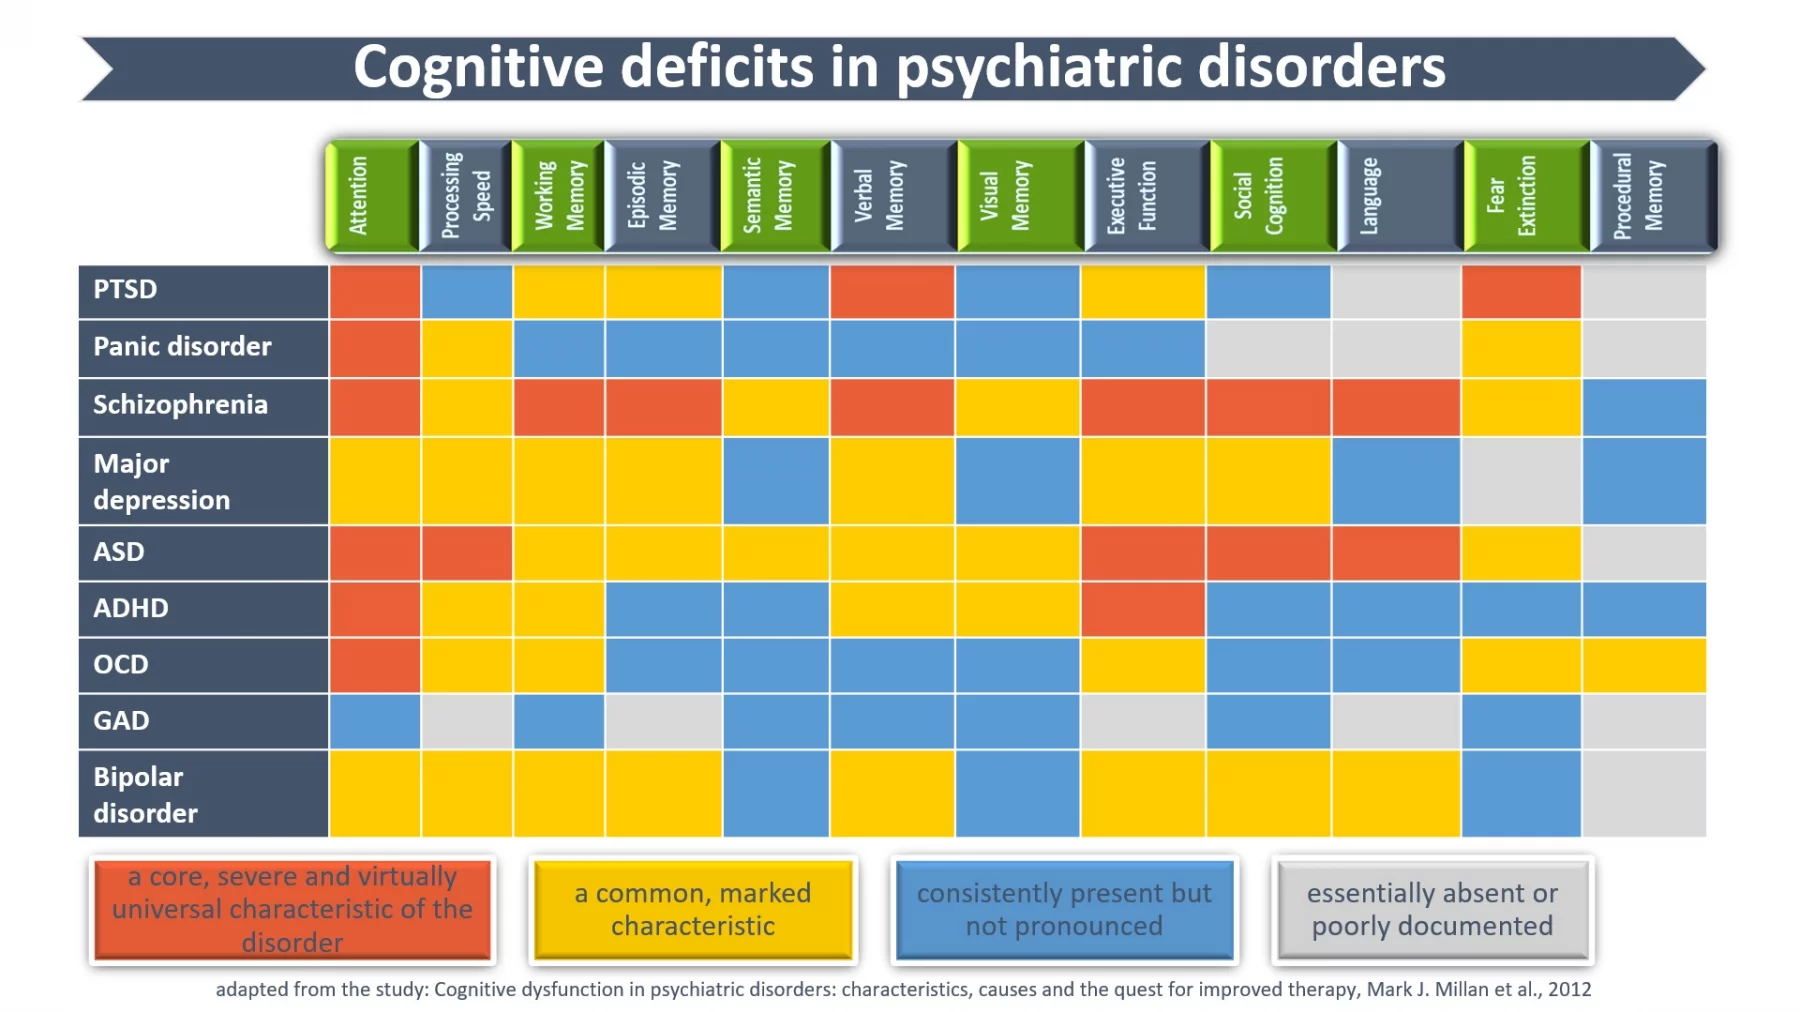 Cognitive deficits in psychiatric disorders
Attention
Processing
Speed
Working
Memory
Episodic
Memory
Semantic
Memory
Verbal
Memory
Visual
Memory
Executive
Function
Social
Cognition
Language
Fear
Extinction
Procedural
Memory
PTSD
Panic disorder
Schizophrenia
Major
depression
ASD
ADHD
OCD
GAD
Bipolar
disorder
a core, severe and virtually
universal characteristic of the
disorder
a common, marked
characteristic
consistently present but
not pronounced
essentially absent or
poorly documented
adapted from the study: Cognitive dysfunction in psychiatric disorders: characteristics, causes and the quest for improved therapy, Mark J. Millan et al., 2012